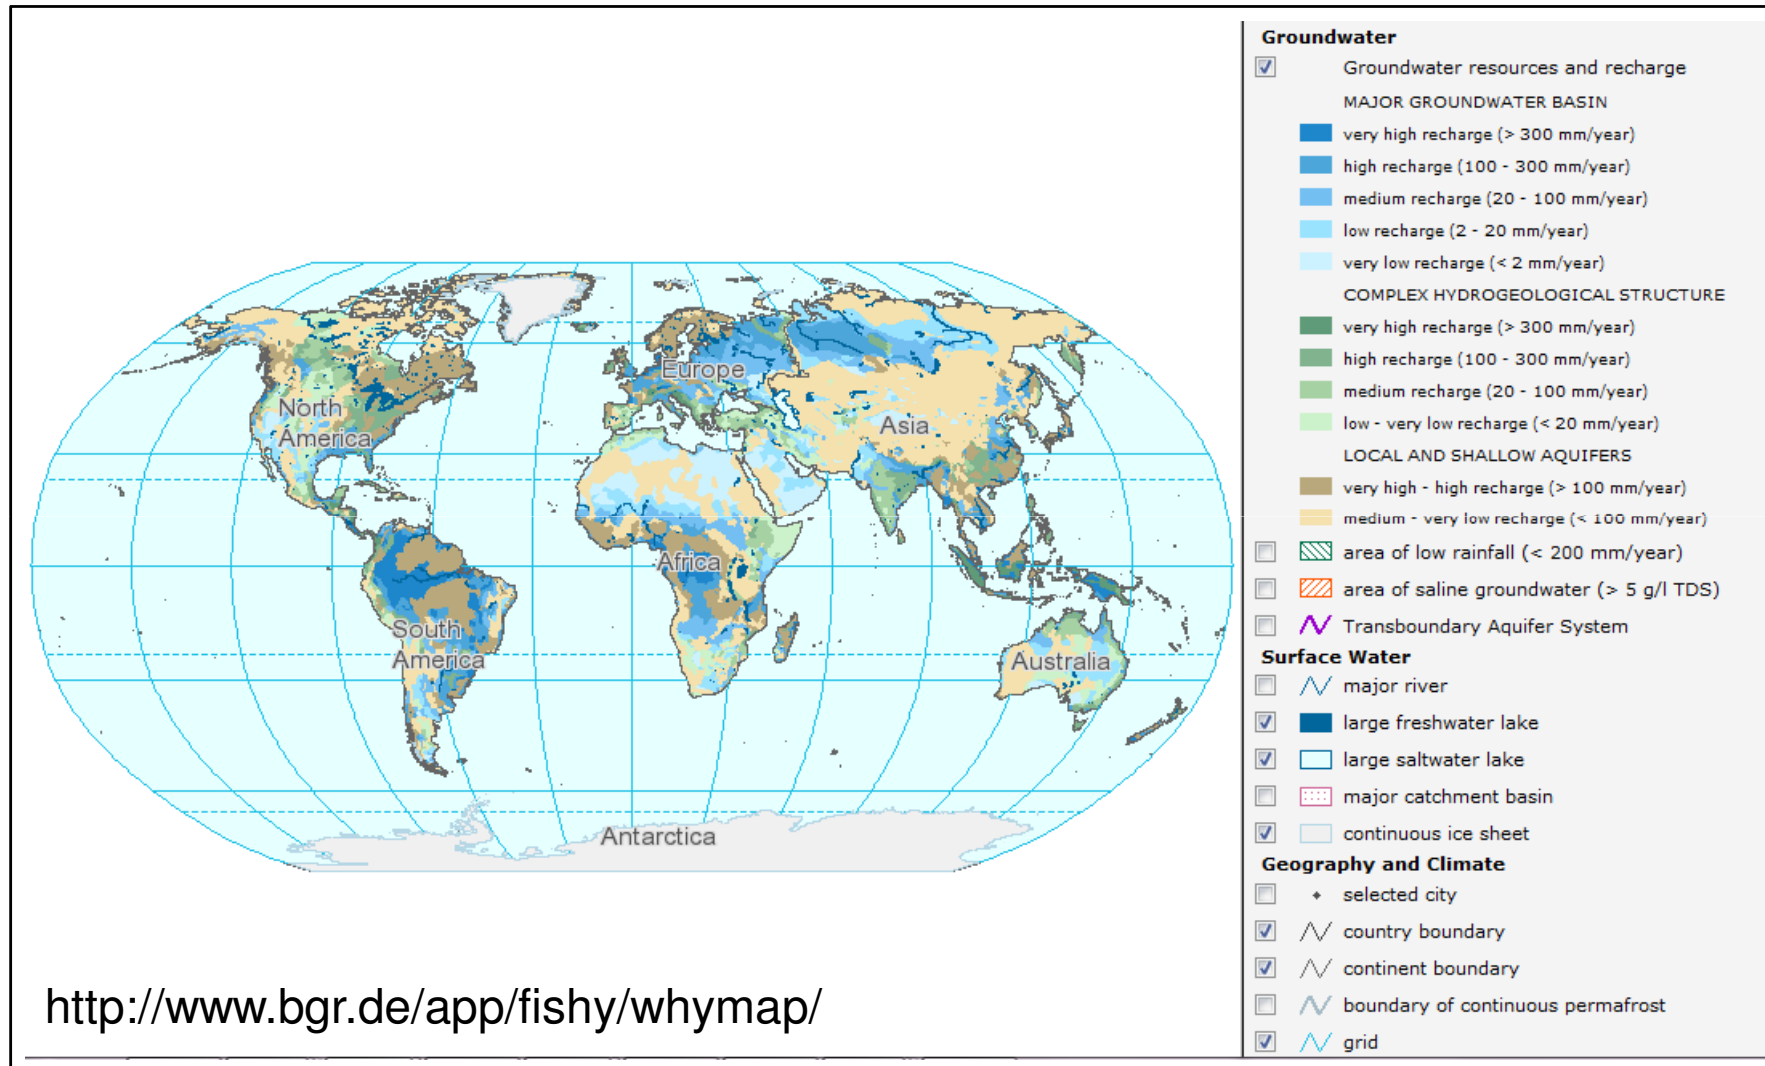 North
America
South
America
Europe
Africa
Asia
Australia
Antarctica
http://www.bgr.de/app/fishy/whymap/
Groundwater
Groundwater resources and recharge
MAJOR GROUNDWATER BASIN
very high recharge (> 300 mm/year)
high recharge (100 - 300 mm/year)
medium recharge (20 - 100 mm/year)
low recharge (2 - 20 mm/year)
very low recharge (< 2 mm/year)
COMPLEX HYDROGEOLOGICAL STRUCTURE
very high recharge (> 300 mm/year)
high recharge (100 - 300 mm/year)
medium recharge (20 - 100 mm/year)
low - very low recharge (< 20 mm/year)
LOCAL AND SHALLOW AQUIFERS
very high - high recharge (> 100 mm/year)
medium - very low recharge (< 100 mm/year)
area of low rainfall (< 200 mm/year)
area of saline groundwater (> 5 g/l TDS)
Transboundary Aquifer System
Surface Water
major river
large freshwater lake
large saltwater lake
major catchment basin
continuous ice sheet
Geography and Climate
selected city
country boundary
continent boundary
boundary of continuous permafrost
grid